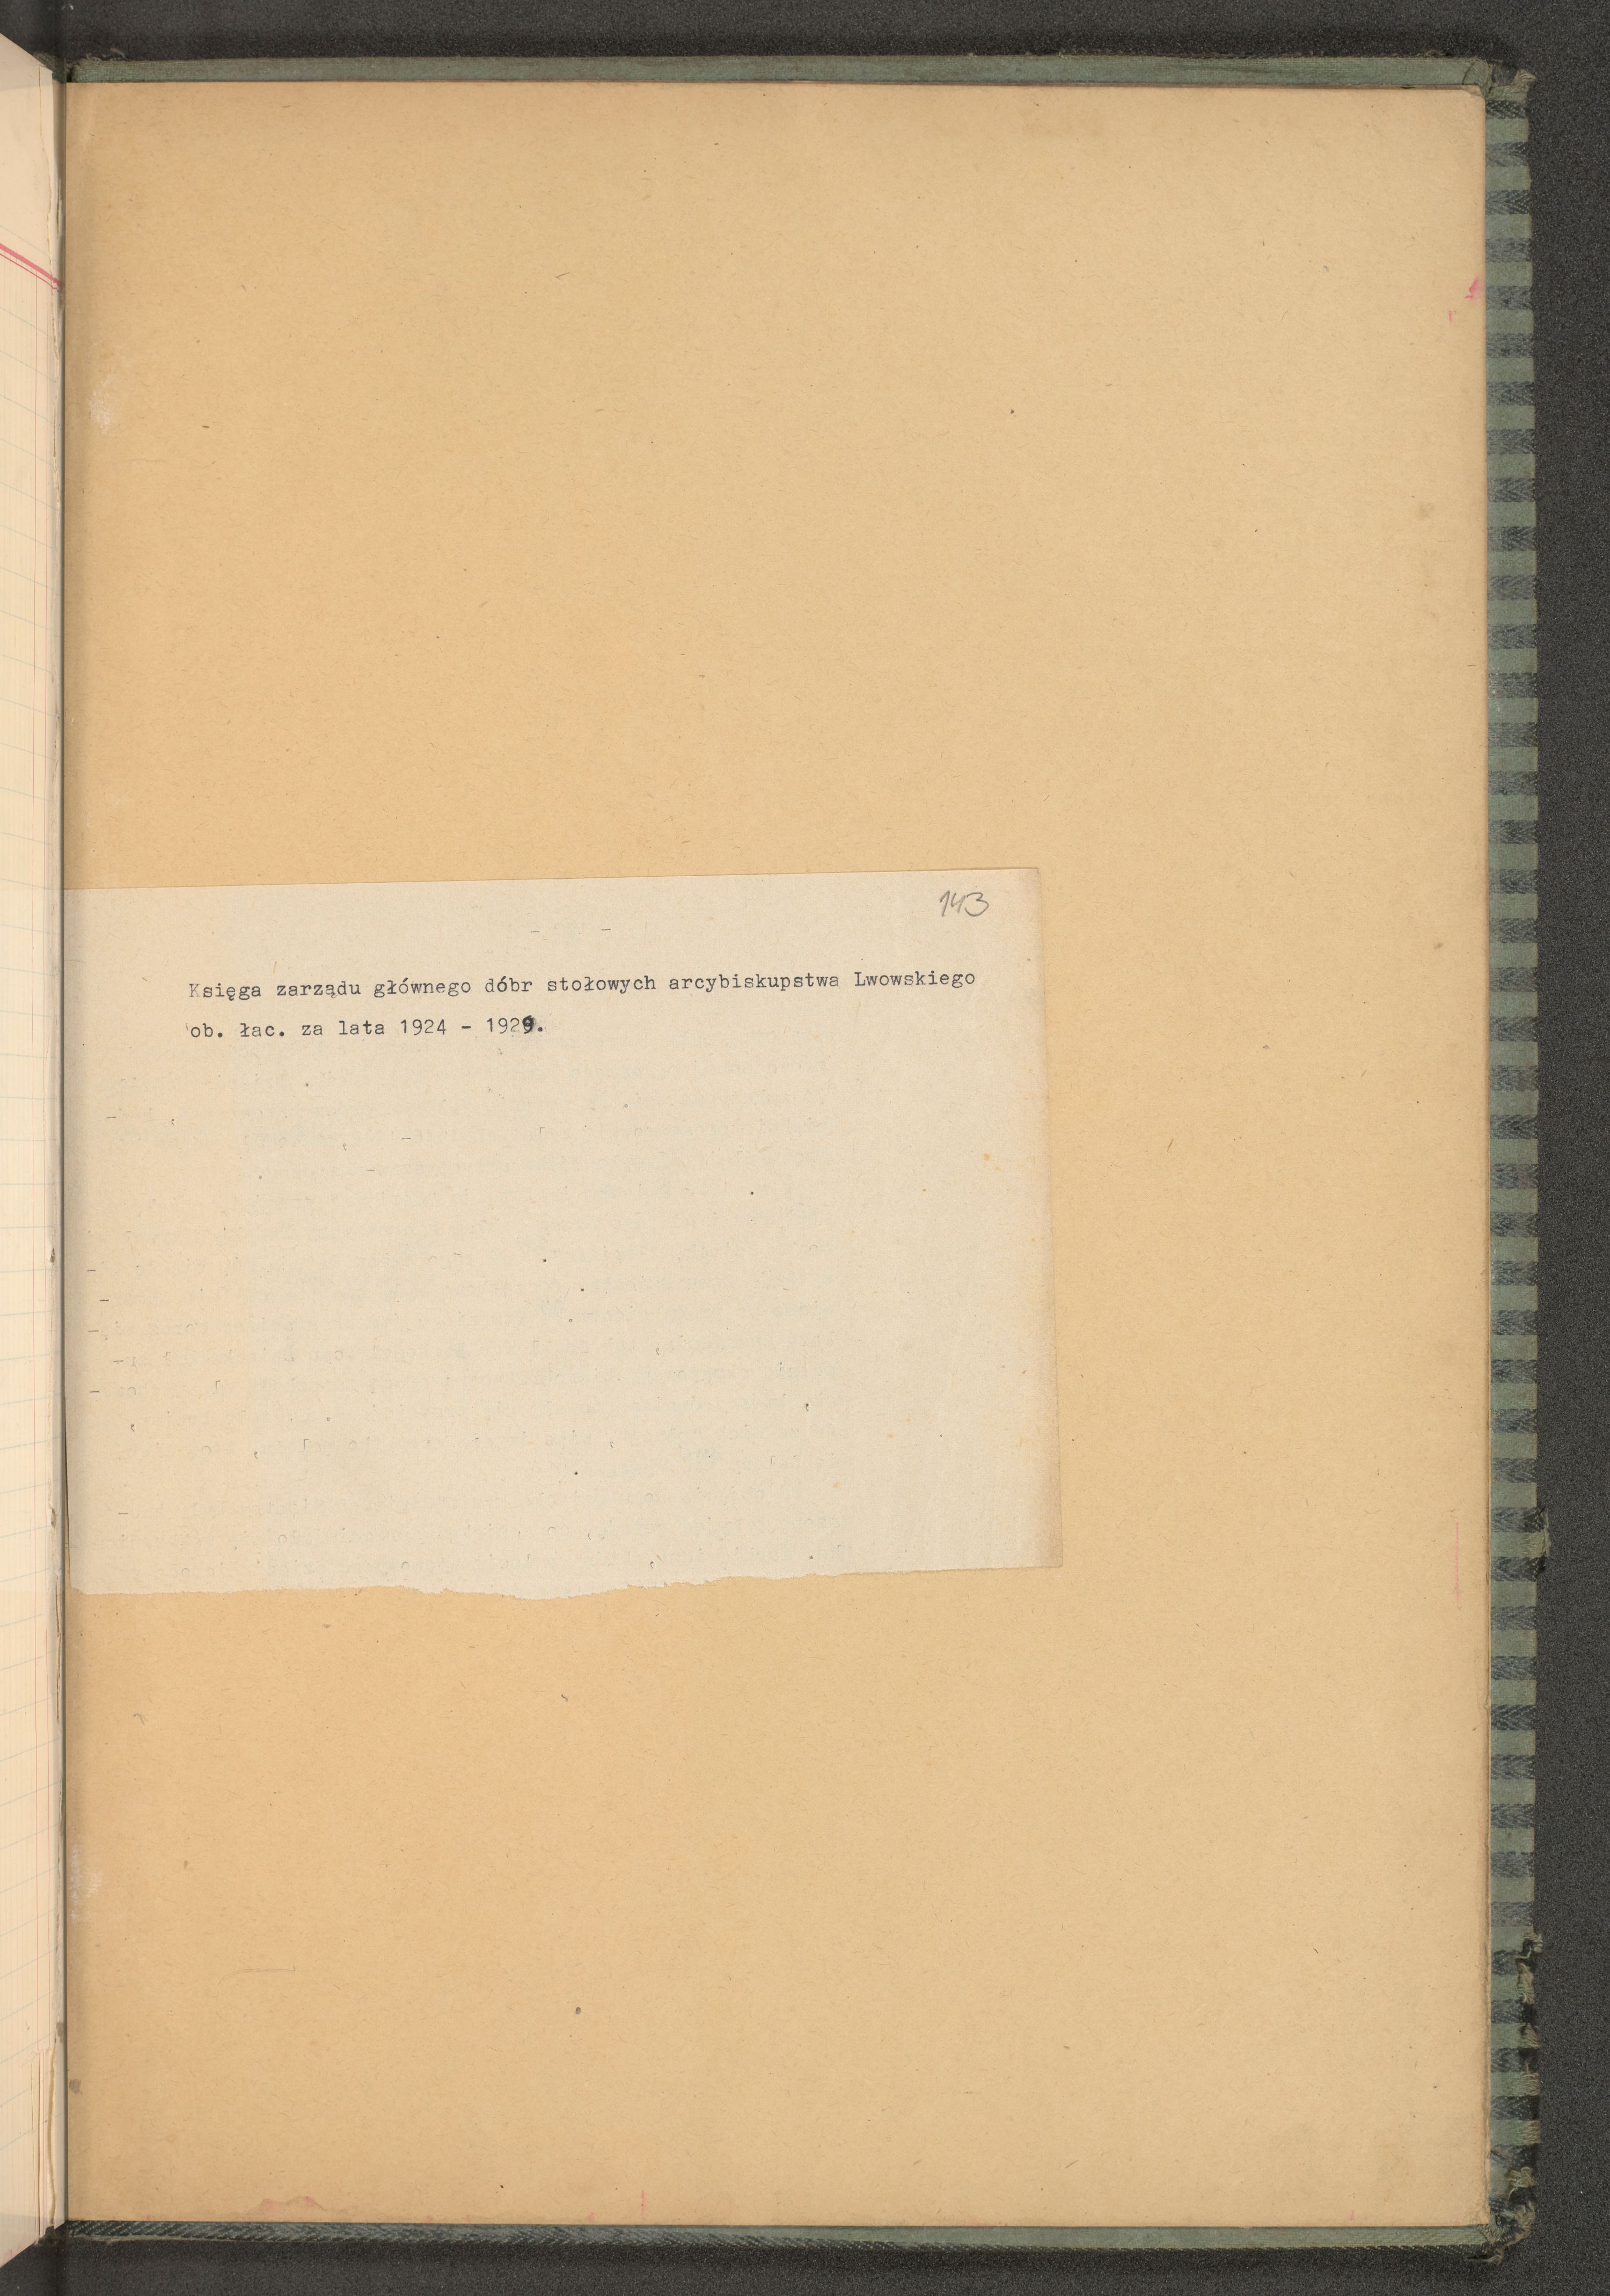 143
Księga zarządu głównego dóbr stołowych arcybiskupstwa Lwowskiego
ob. łac. za lata 1924 - 1929.